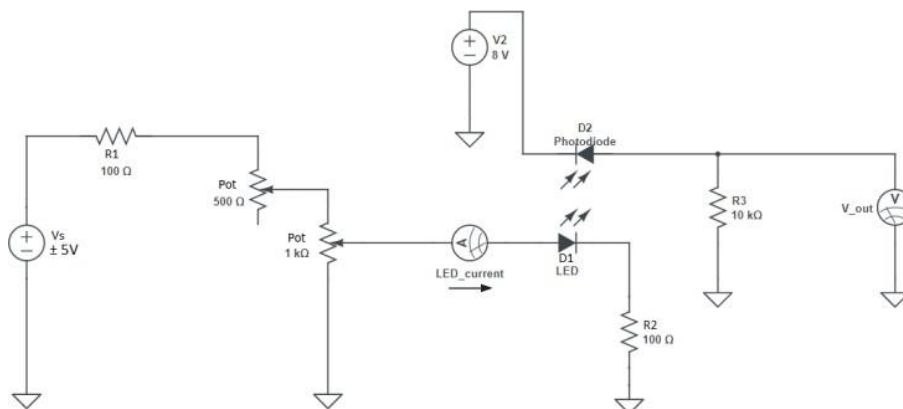 V2
8 V
D2
Photodiode
R1
100 Ω
Pot
500 Ω
R3
10 kΩ
V_out
V
Vs
± 5V
Pot
1 kΩ
A
LED_current
D1
LED
R2
100 Ω